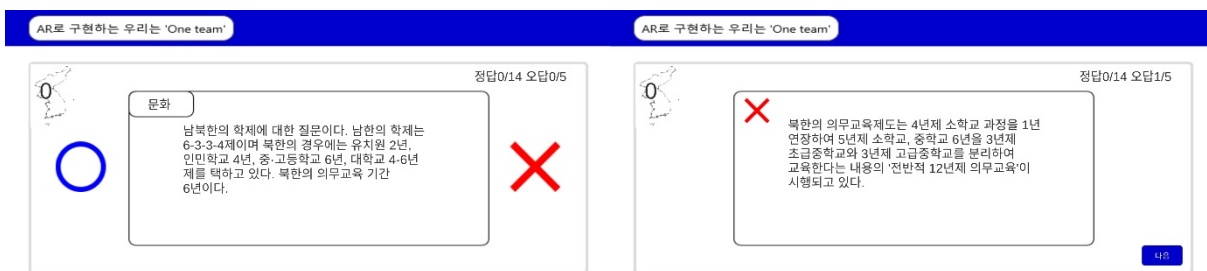 AR로 구현하는 우리는 'One team'
정답0/14 오답0/5
0
문화
남북한의 학제에 대한 질문이다. 남한의 학제는
6-3-3-4제이며 북한의 경우에는 유치원 2년,
인민학교 4년, 중·고등학교 6년, 대학교 4-6년
제를 택하고 있다. 북한의 의무교육 기간
6년이다.
AR로 구현하는 우리는 'One team'
정답0/14 오답1/5
0
북한의 의무교육제도는 4년제 소학교 과정을 1년
연장하여 5년제 소학교, 중학교 6년을 3년제
초급중학교와 3년제 고급중학교를 분리하여
교육한다는 내용의 '전반적 12년제 의무교육'이
시행되고 있다.
다음